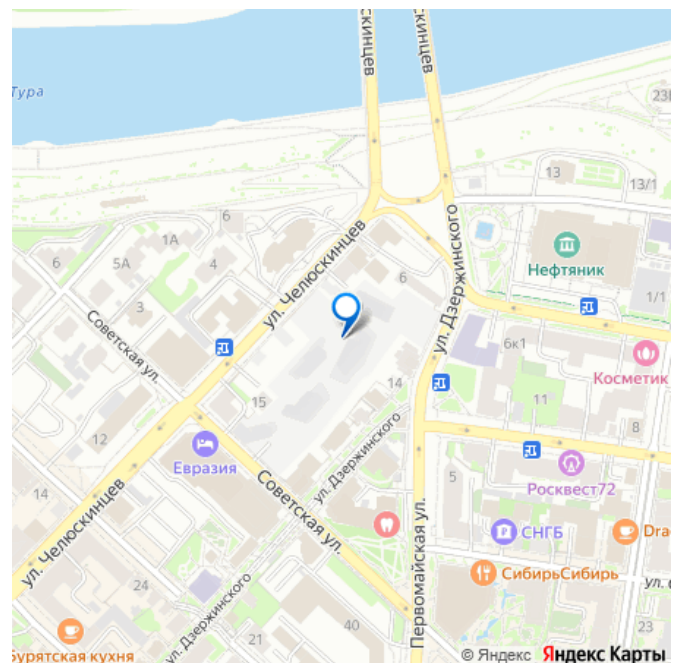 скинцев
скинцев
Тура
ул. Дзержинского
23
13
13/1
6
1А
6
5А
4
ул. Челюскинцев
6
Нефтяник
1/1
3
Советская ул.
6к1
Косметик
15
14
11
8
12
Евразия
ул. Дзержинского
5
Росквест72
14
ул. Челюскинцев
Советская ул.
Первомайская ул.
СНГБ
Dra
СибирьСибирь
ул. С
24
ул. Дзержинского
40
23
21
Бурятская кухня
© Яндекс Яндекс Карты